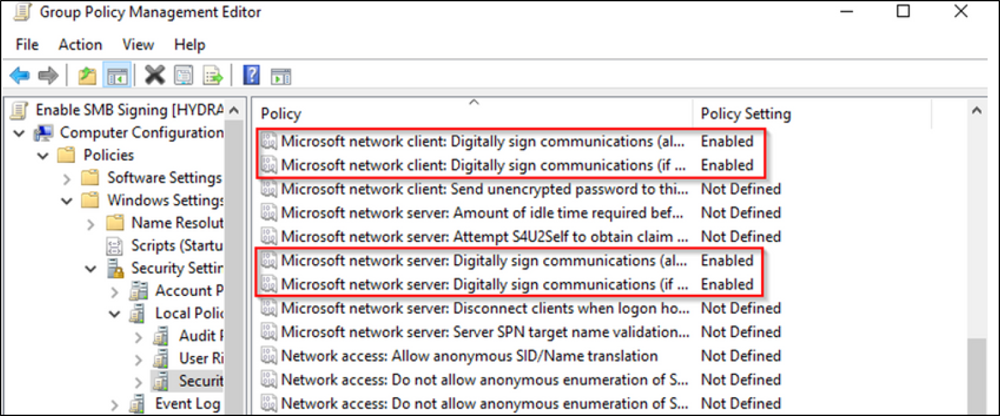 Group Policy Management Editor
File Action View Help
Enable SMB Signing [HYDRA
Computer Configuration
Policies
Software Settings
Windows Settings
Name Resolut
Scripts (Startu
Security Settin
Account P
Local Polic
Audit P
User Ri
Securit
Event Log
Policy Policy Setting
Microsoft network client: Digitally sign communications (al... Enabled
Microsoft network client: Digitally sign communications (if ... Enabled
Microsoft network client: Send unencrypted password to thi... Not Defined
Microsoft network server: Amount of idle time required bef... Not Defined
Microsoft network server: Attempt S4U2Self to obtain claim ... Not Defined
Microsoft network server: Digitally sign communications (al... Enabled
Microsoft network server: Digitally sign communications (if ... Enabled
Microsoft network server: Disconnect clients when logon ho... Not Defined
Microsoft network server: Server SPN target name validation... Not Defined
Network access: Allow anonymous SID/Name translation Not Defined
Network access: Do not allow anonymous enumeration of S... Not Defined
Network access: Do not allow anonymous enumeration of S... Not Defined